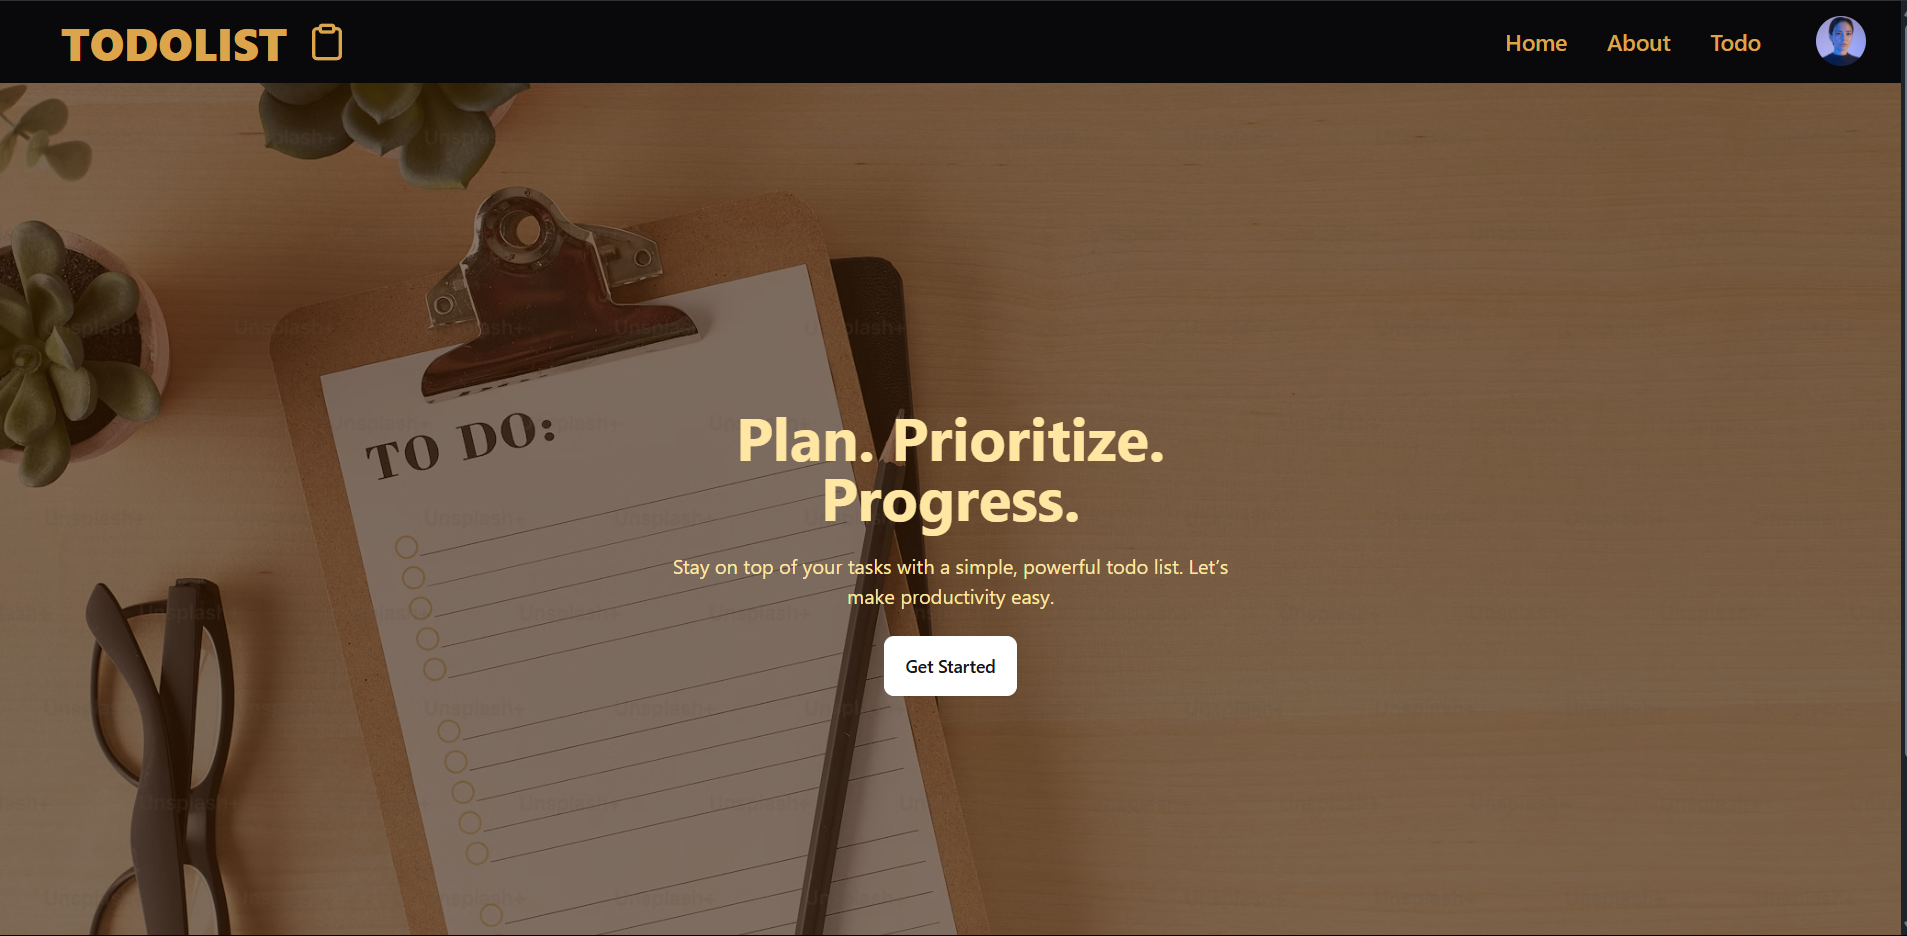 TODOLIST
Home
About
Todo
TO DO:
Plan. Prioritize.
Progress.
Stay on top of your tasks with a simple, powerful todo list. Let’s
make productivity easy.
Get Started
Unsplash+